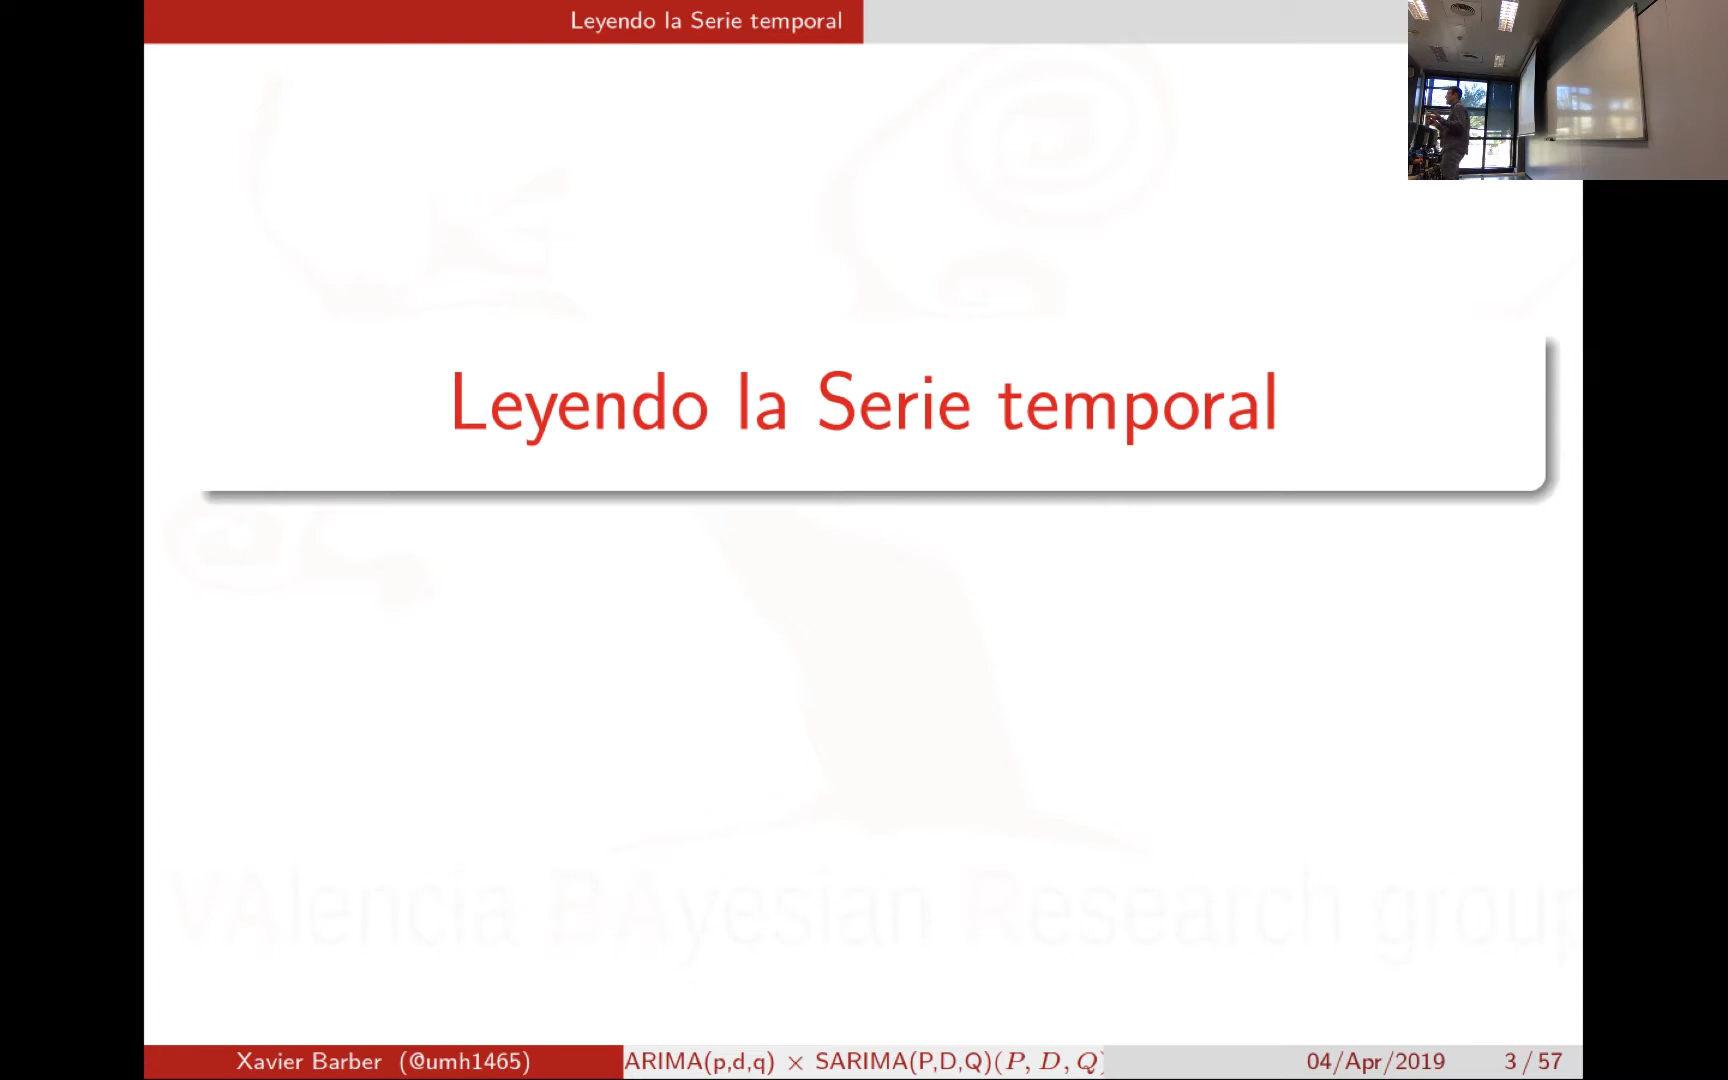 Leyendo la Serie temporal
Leyendo la Serie temporal
VAlencia BAyesian Research group
Xavier Barber (@umh1465) ARIMA(p,d,q) × SARIMA(P,D,Q)(P, D, Q) 04/Apr/2019 3 / 57